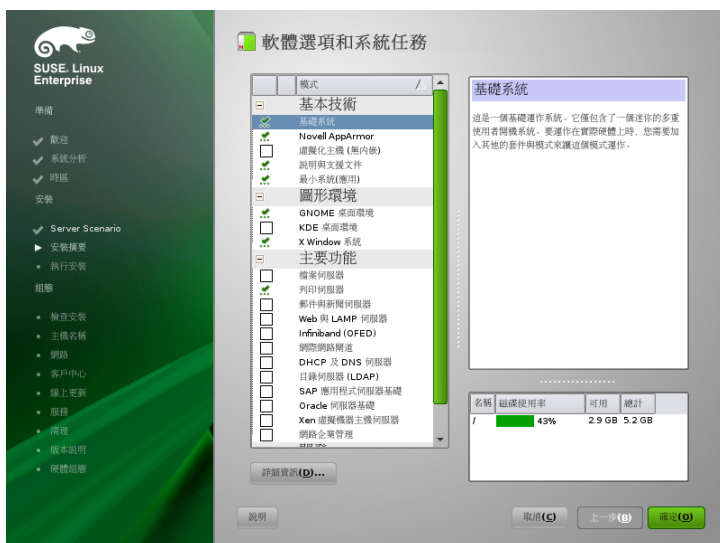 SUSE. Linux
Enterprise
準備
歡迎
系統分析
時區
安裝
Server Scenario
安裝摘要
執行安裝
組態
檢查安裝
主機名稱
網路
客戶中心
線上更新
服務
清理
版本說明
硬體組態
軟體選項和系統任務
模式
基本技術
基礎系統
Novell AppArmor
虛擬化主機 (無內嵌)
說明與支援文件
最小系統(應用)
圖形環境
GNOME 桌面環境
KDE 桌面環境
X Window 系統
主要功能
檔案伺服器
列印伺服器
郵件與新聞伺服器
Web 與 LAMP 伺服器
Infiniband (OFED)
網際網路閘道
DHCP 及 DNS 伺服器
目錄伺服器 (LDAP)
SAP 應用程式伺服器基礎
Oracle 伺服器基礎
Xen 虛擬機器主機伺服器
網路企業管理
詳細資訊(D)...
基礎系統
這是一個基礎運作系統。它僅包含了一個迷你的多重
使用者開機系統。要運作在實際硬體上時，您需要加
入其他的套件與模式來讓這個模式運作。
名稱 磁碟使用率 可用 總計
/ 43% 2.9 GB 5.2 GB
說明
取消(C)
上一步(B)
確定(O)